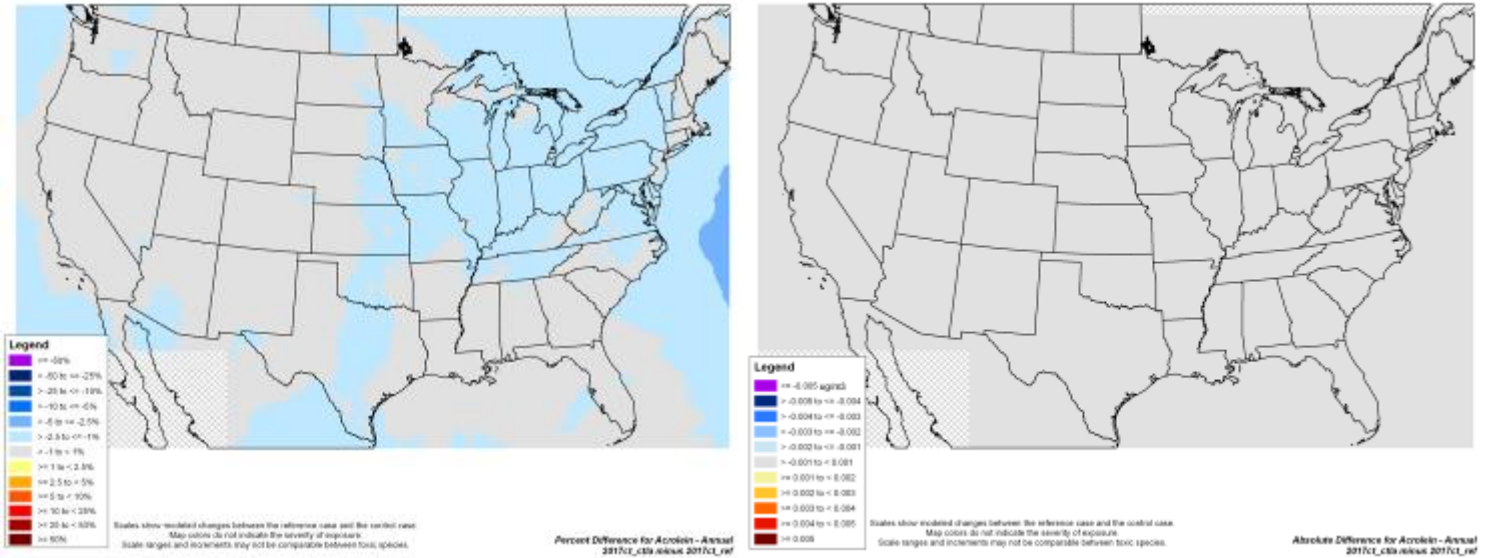 Legend
<= -50%
> -50 to <= -25%
> -25 to <= -10%
> -10 to <= -5%
> -5 to <= -2.5%
> -2.5 to <= -1%
> -1 to < 1%
>= 1 to < 2.5%
>= 2.5 to < 5%
>= 5 to < 10%
>= 10 to < 25%
>= 25 to < 50%
>= 50%
Scales show modeled changes between the reference case and the control case.
Map colors do not indicate the severity of exposure.
Scale ranges and increments may not be comparable between toxic species.
Percent Difference for Acrolein - Annual
2017ct_ctla minus 2017ct_ref
Legend
<= -0.005 ug/m3
> -0.005 to <= -0.004
> -0.004 to <= -0.003
> -0.003 to <= -0.002
> -0.002 to <= -0.001
> -0.001 to < 0.001
>= 0.001 to < 0.002
>= 0.002 to < 0.003
>= 0.003 to < 0.004
>= 0.004 to < 0.005
>= 0.005
Scales show modeled changes between the reference case and the control case.
Map colors do not indicate the severity of exposure.
Scale ranges and increments may not be comparable between toxic species.
Absolute Difference for Acrolein - Annual
2017ct_ctla minus 2017ct_ref